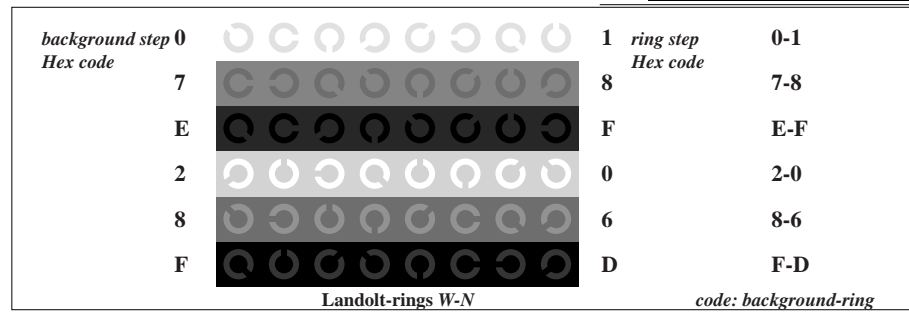 background step 0 1 ring step 0-1
Hex code Hex code
7 8 7-8
E F E-F
2 0 2-0
8 6 8-6
F D F-D
Landolt-rings W-N code: background-ring